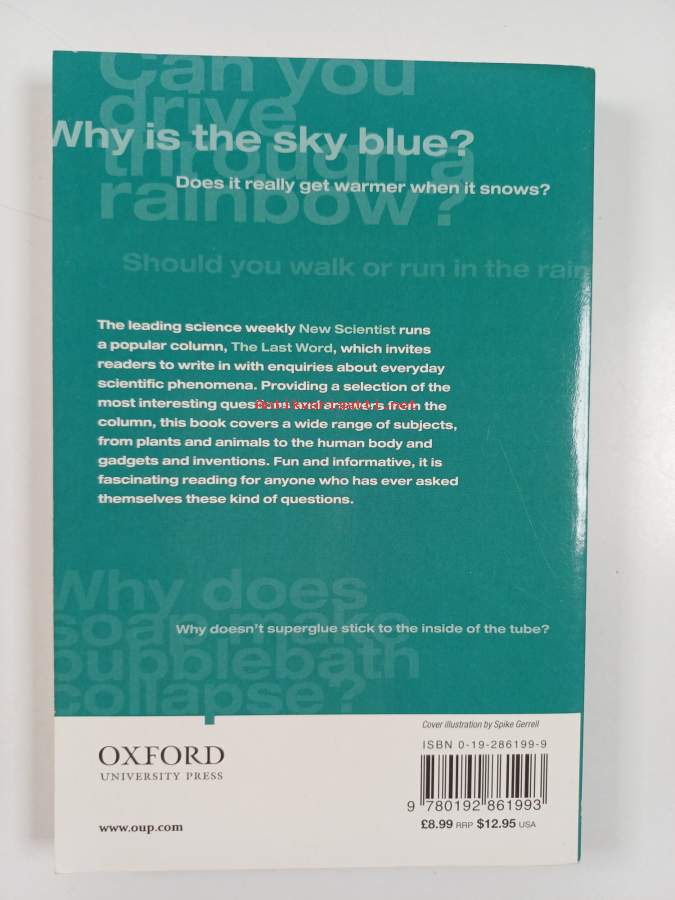 Can you
drive
Why is the sky blue?
through a
Does it really get warmer when it snows?
rainbow?
Should you walk or run in the rain
The leading science weekly New Scientist runs
a popular column, The Last Word, which invites
readers to write in with enquiries about everyday
scientific phenomena. Providing a selection of the
most interesting questions and answers from the
column, this book covers a wide range of subjects,
from plants and animals to the human body and
gadgets and inventions. Fun and informative, it is
fascinating reading for anyone who has ever asked
themselves these kind of questions.
Why does
soap make
Why doesn't superglue stick to the inside of the tube?
bubblebath
collapse?
Cover illustration by Spike Gerrell
OXFORD
UNIVERSITY PRESS
www.oup.com
ISBN 0-19-286199-9
9 780192 861993
£8.99 RRP $12.95 USA